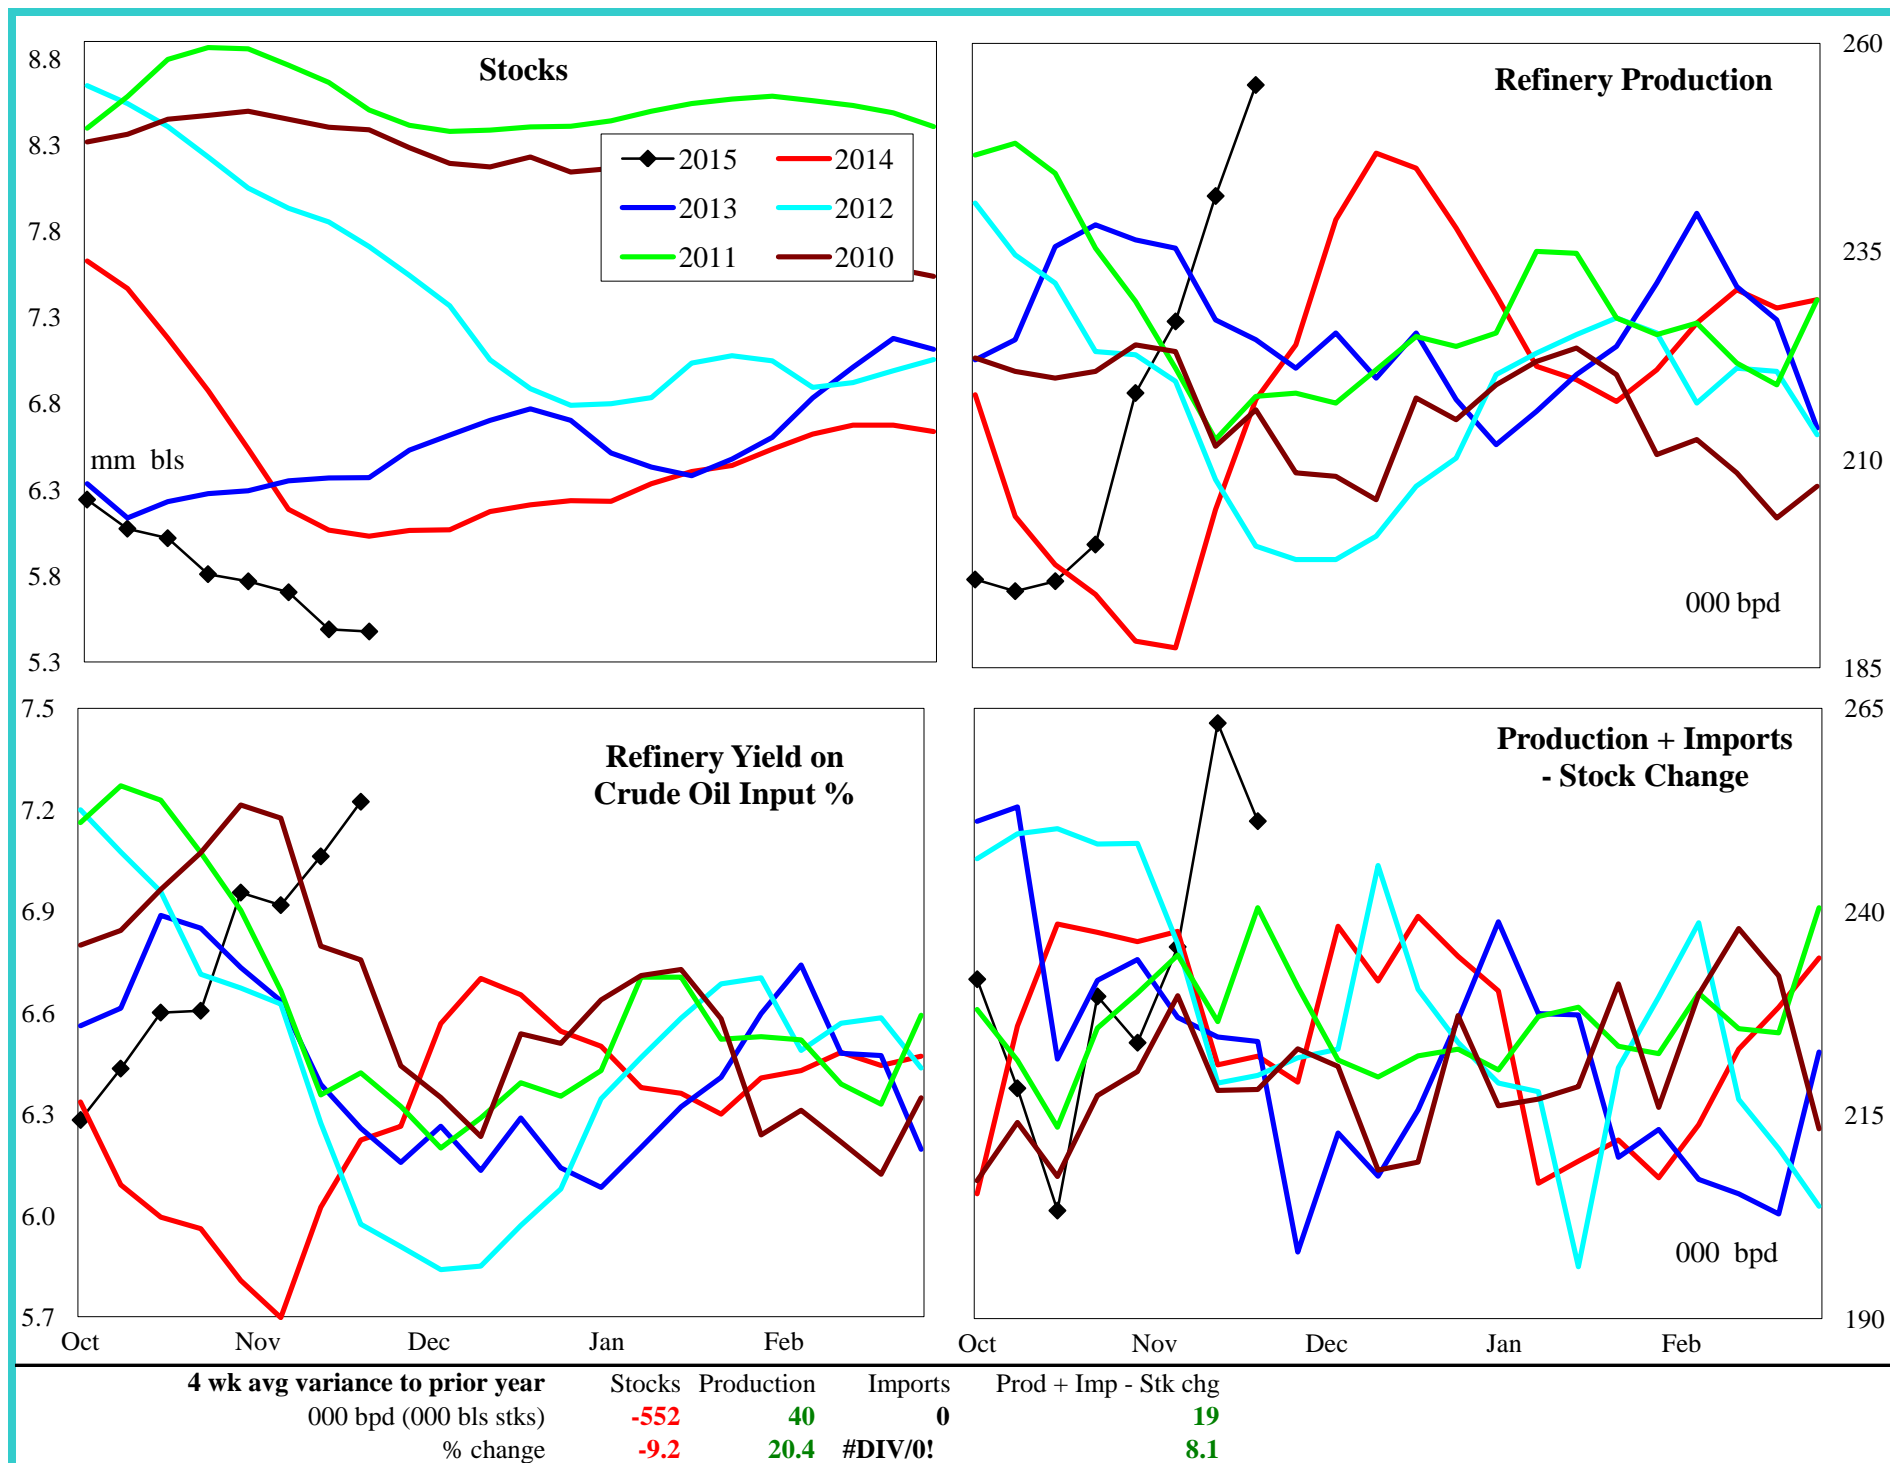 Stocks
8.8
8.3
7.8
7.3
6.8
6.3
5.8
5.3
mm bls
2015 2014
2013 2012
2011 2010
Refinery Production
260
235
210
185
000 bpd
Refinery Yield on
Crude Oil Input %
7.5
7.2
6.9
6.6
6.3
6.0
5.7
Oct Nov Dec Jan Feb
Production + Imports
- Stock Change
265
240
215
190
000 bpd
Oct Nov Dec Jan Feb
4 wk avg variance to prior year Stocks Production Imports Prod + Imp - Stk chg
000 bpd (000 bls stks) -552 40 0 19
% change -9.2 20.4 #DIV/0! 8.1